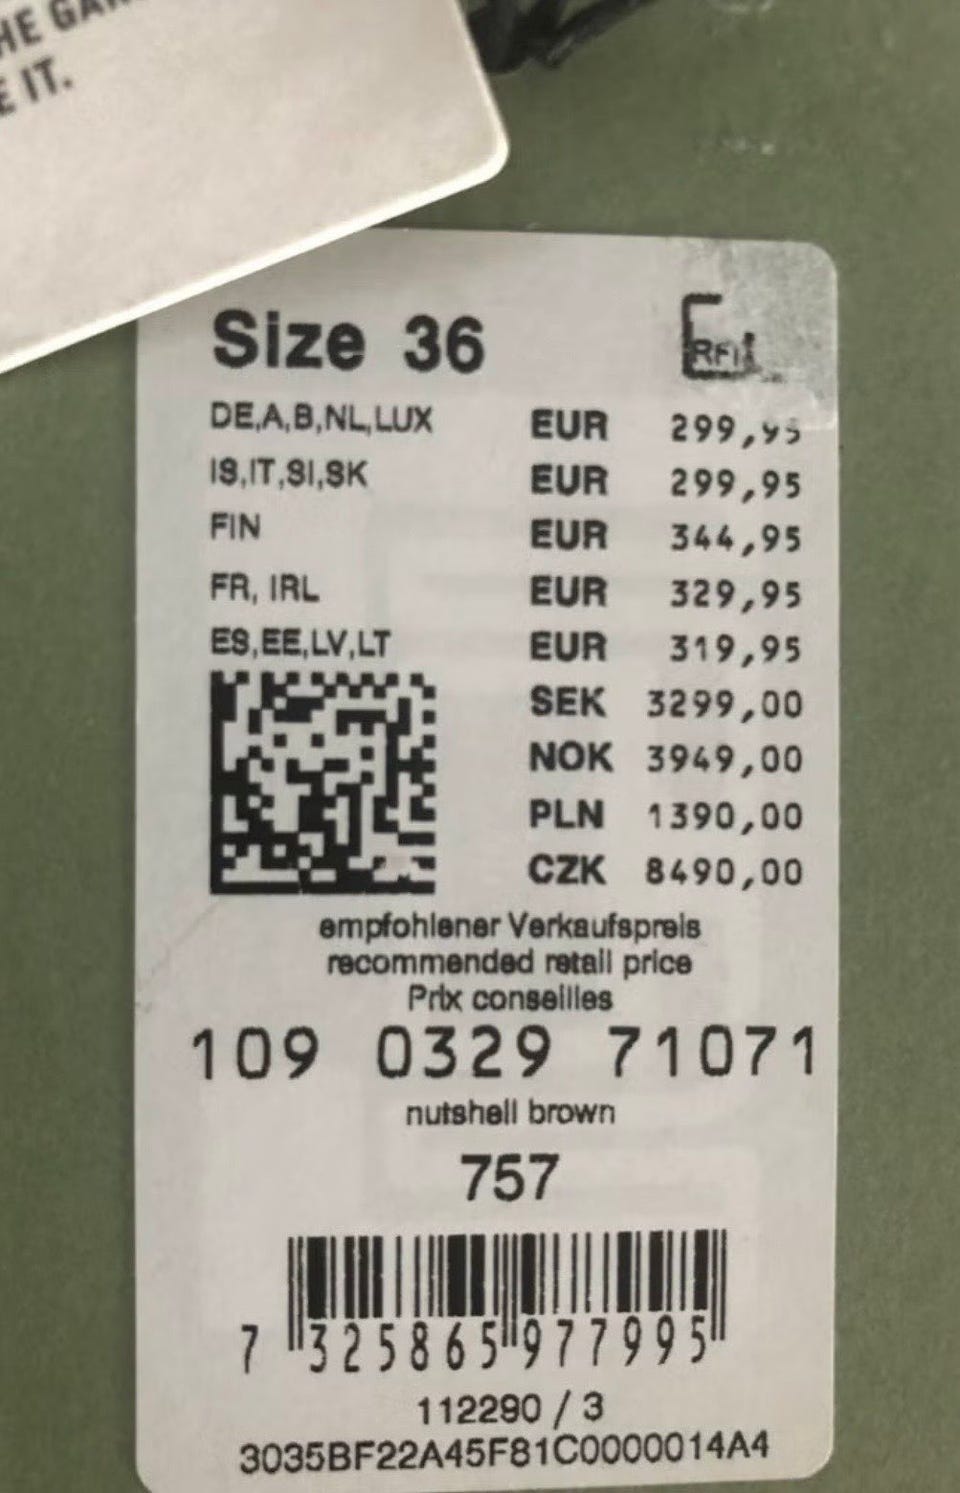 HE GAR
E IT.
Size 36
RFI
DE,A,B,NL,LUX EUR 299,95
IS,IT,SI,SK EUR 299,95
FIN EUR 344,95
FR, IRL EUR 329,95
ES,EE,LV,LT EUR 319,95
SEK 3299,00
NOK 3949,00
PLN 1390,00
CZK 8490,00
empfohlener Verkaufspreis
recommended retail price
Prix conseilles
109 0329 71071
nutshell brown
757
7 325865 977995
112290 / 3
3035BF22A45F81C0000014A4